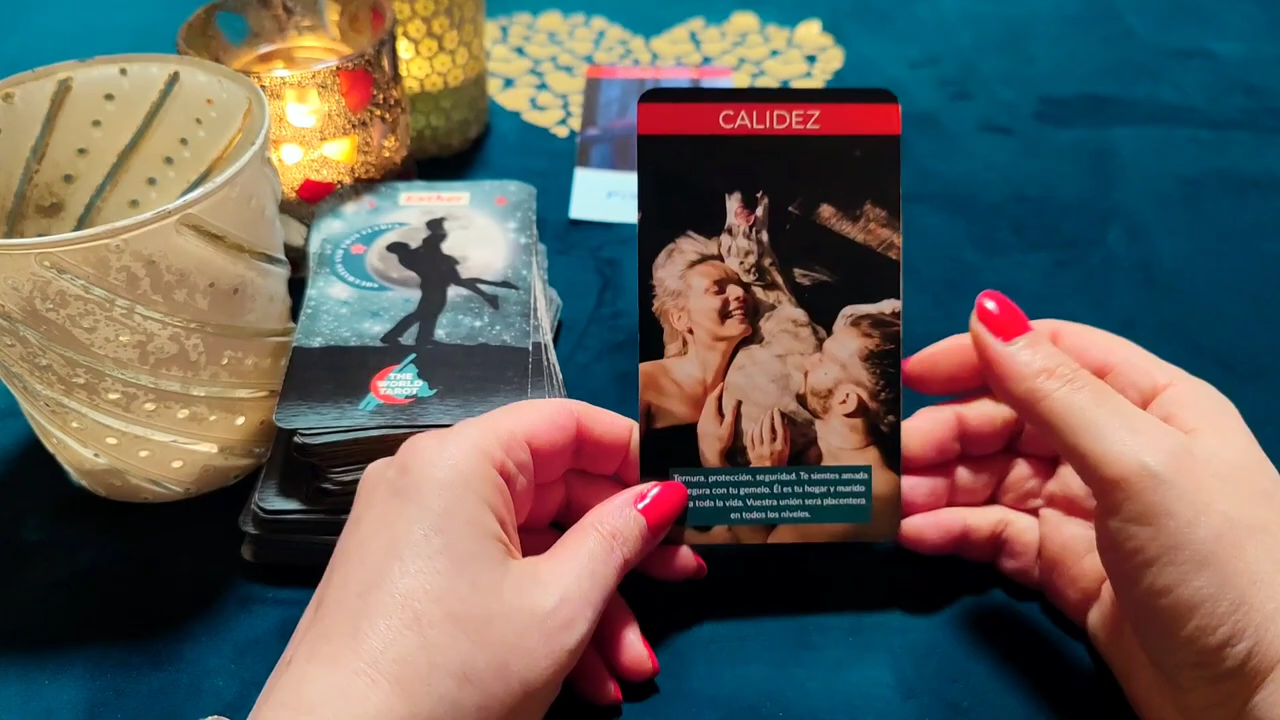 CALIDEZ
Ternura, protección, seguridad. Te sientes amada
segura con tu gemelo. Él es tu hogar y marido
a toda la vida. Vuestra unión será placentera
en todos los niveles.
Esther
THE
WORLD
TAROT